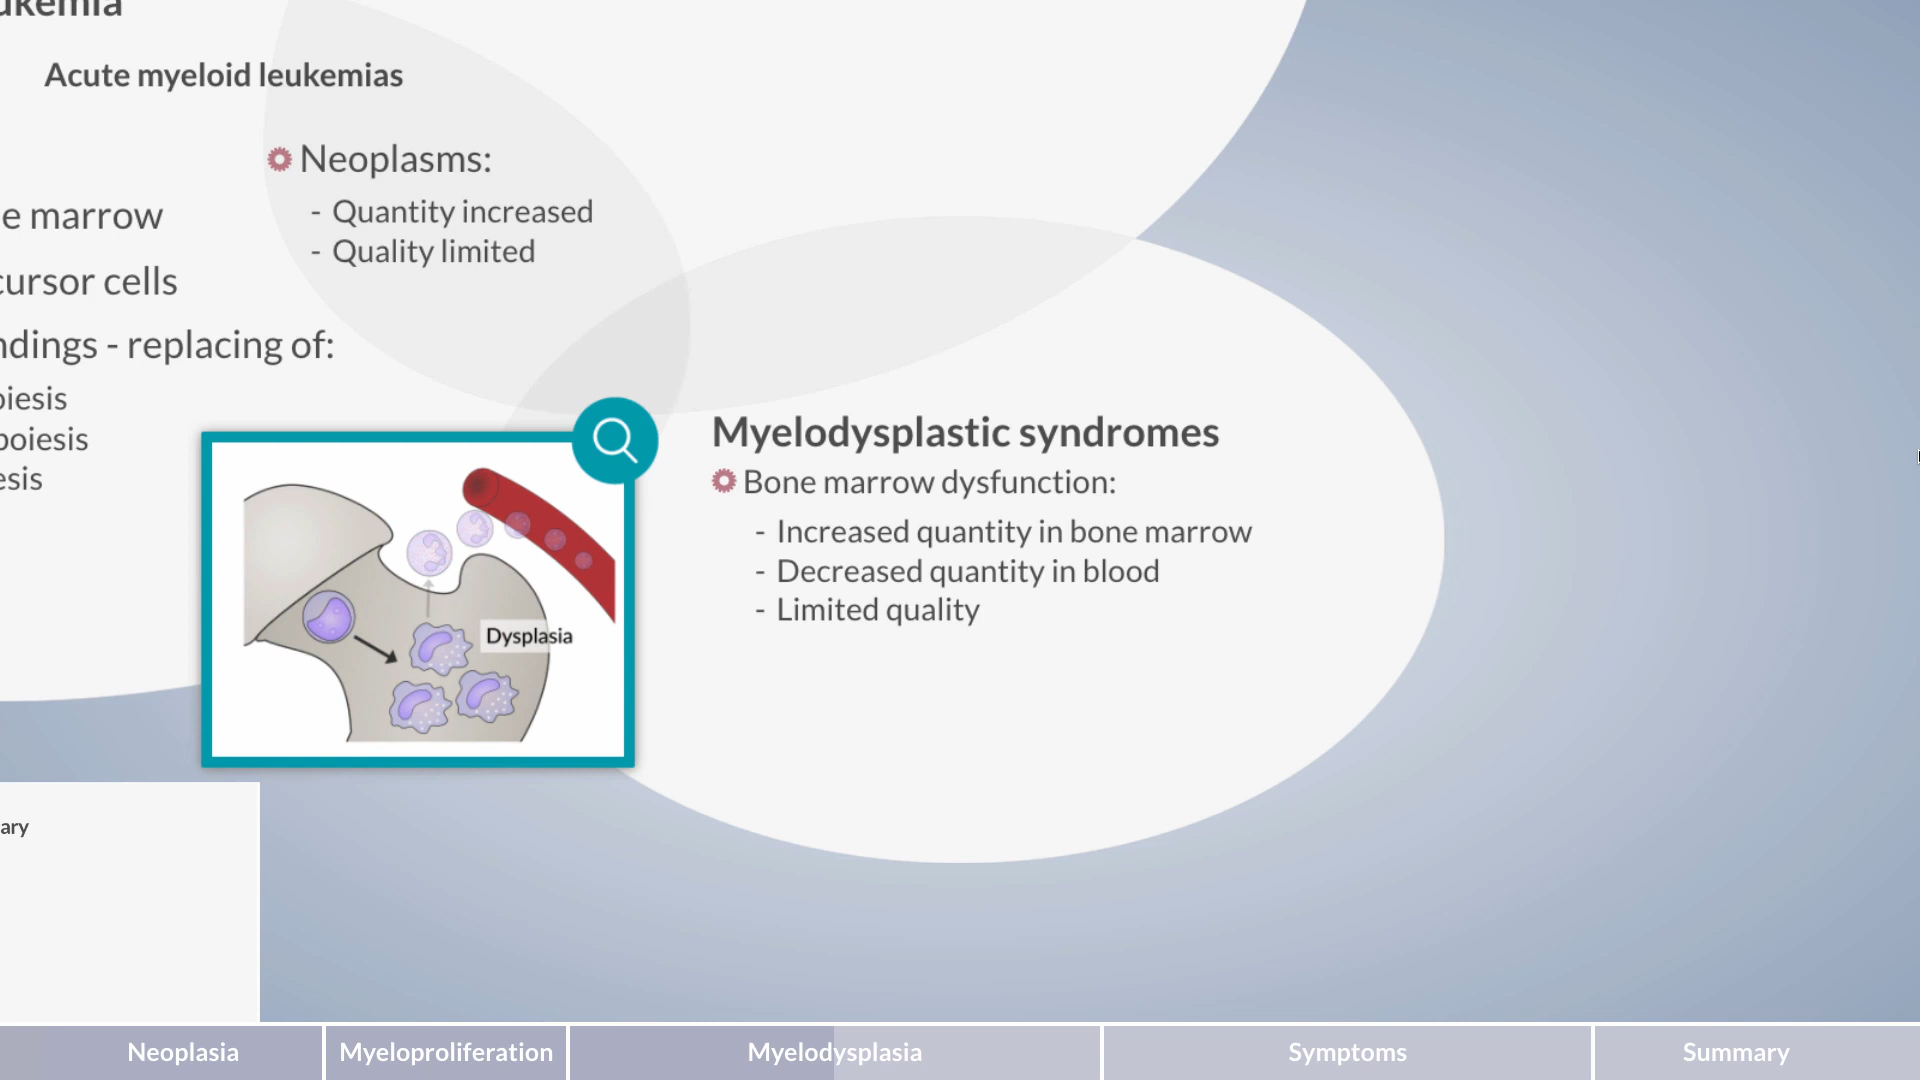 Acute myeloid leukemias
Neoplasms:
- Quantity increased
- Quality limited
e marrow
cursor cells
ndings - replacing of:
oiesis
poiesis
esis
Dysplasia
Myelodysplastic syndromes
Bone marrow dysfunction:
- Increased quantity in bone marrow
- Decreased quantity in blood
- Limited quality
ary
Neoplasia
Myeloproliferation
Myelodysplasia
Symptoms
Summary